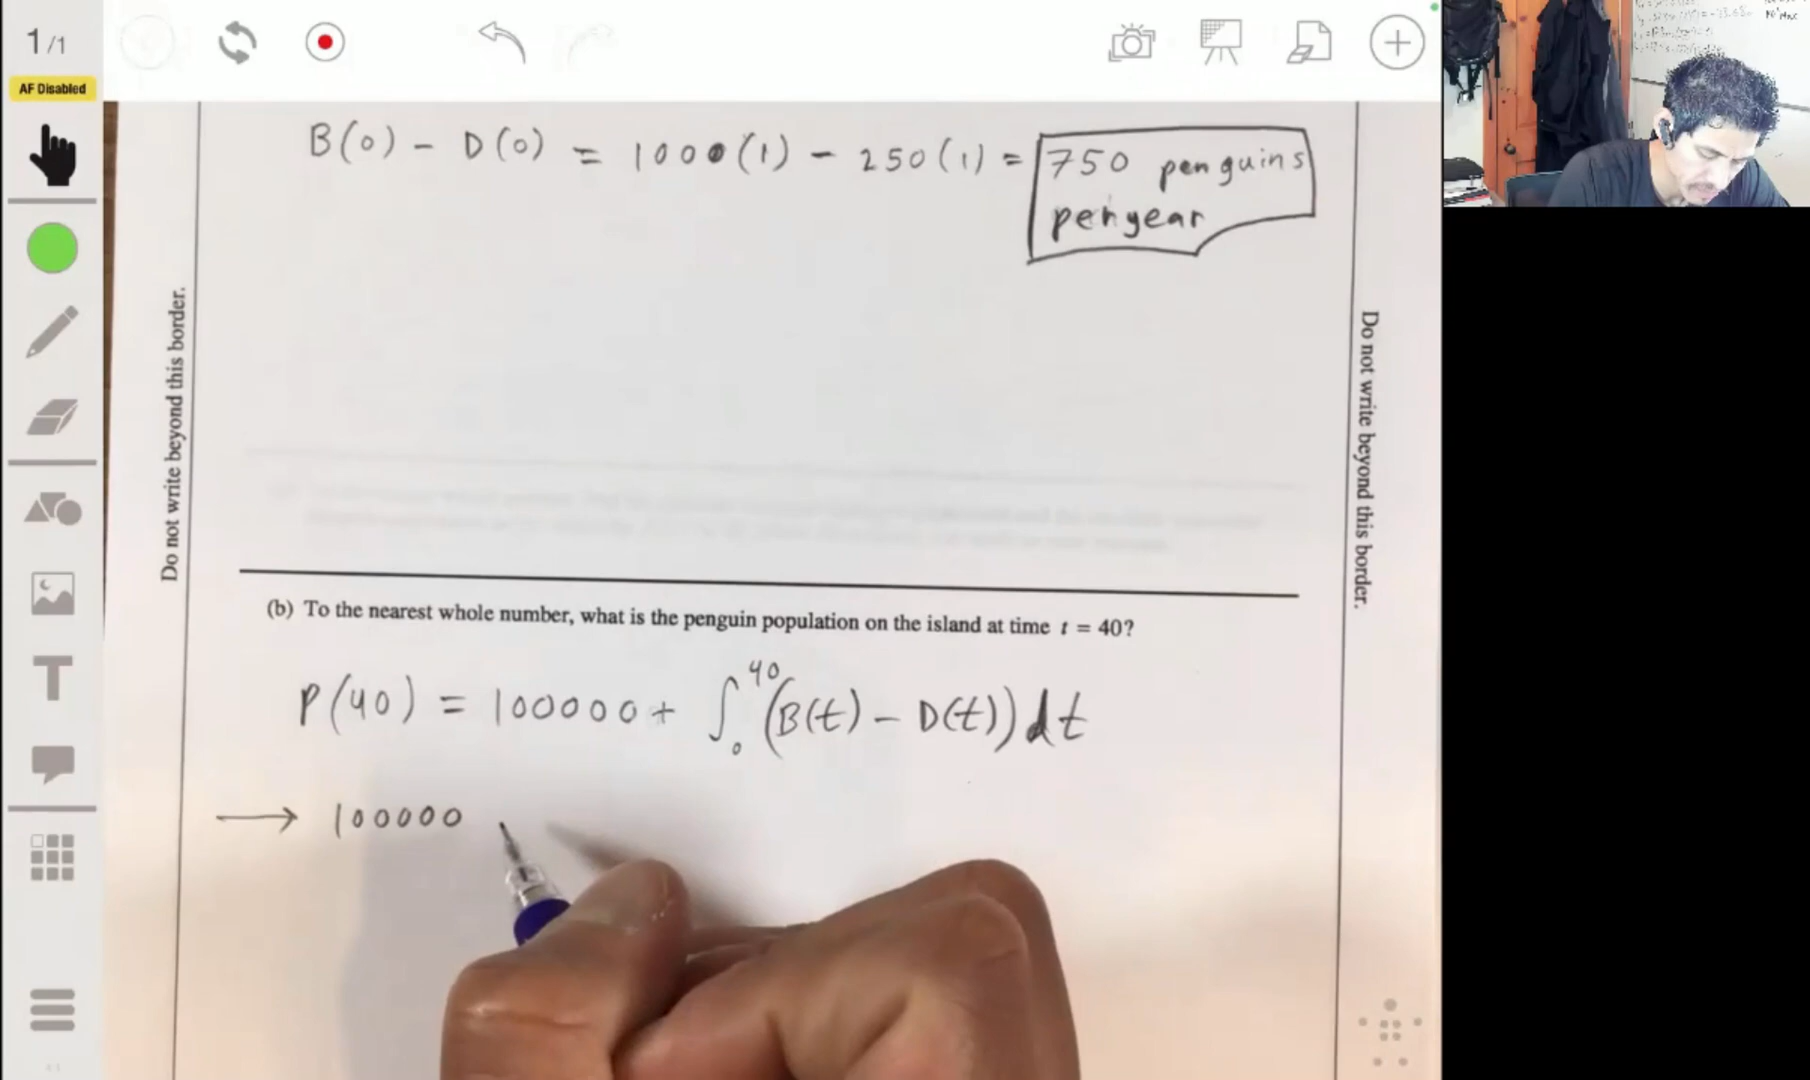 1/1
AF Disabled
B(0) - D(0) = 1000(1) - 250(1) = 750 penguins
per year
Do not write beyond this border.
Do not write beyond this border.
(b) To the nearest whole number, what is the penguin population on the island at time t = 40?
P(40) = 100000 + ∫₀⁴⁰ (B(t) - D(t)) dt
→ 100000
T